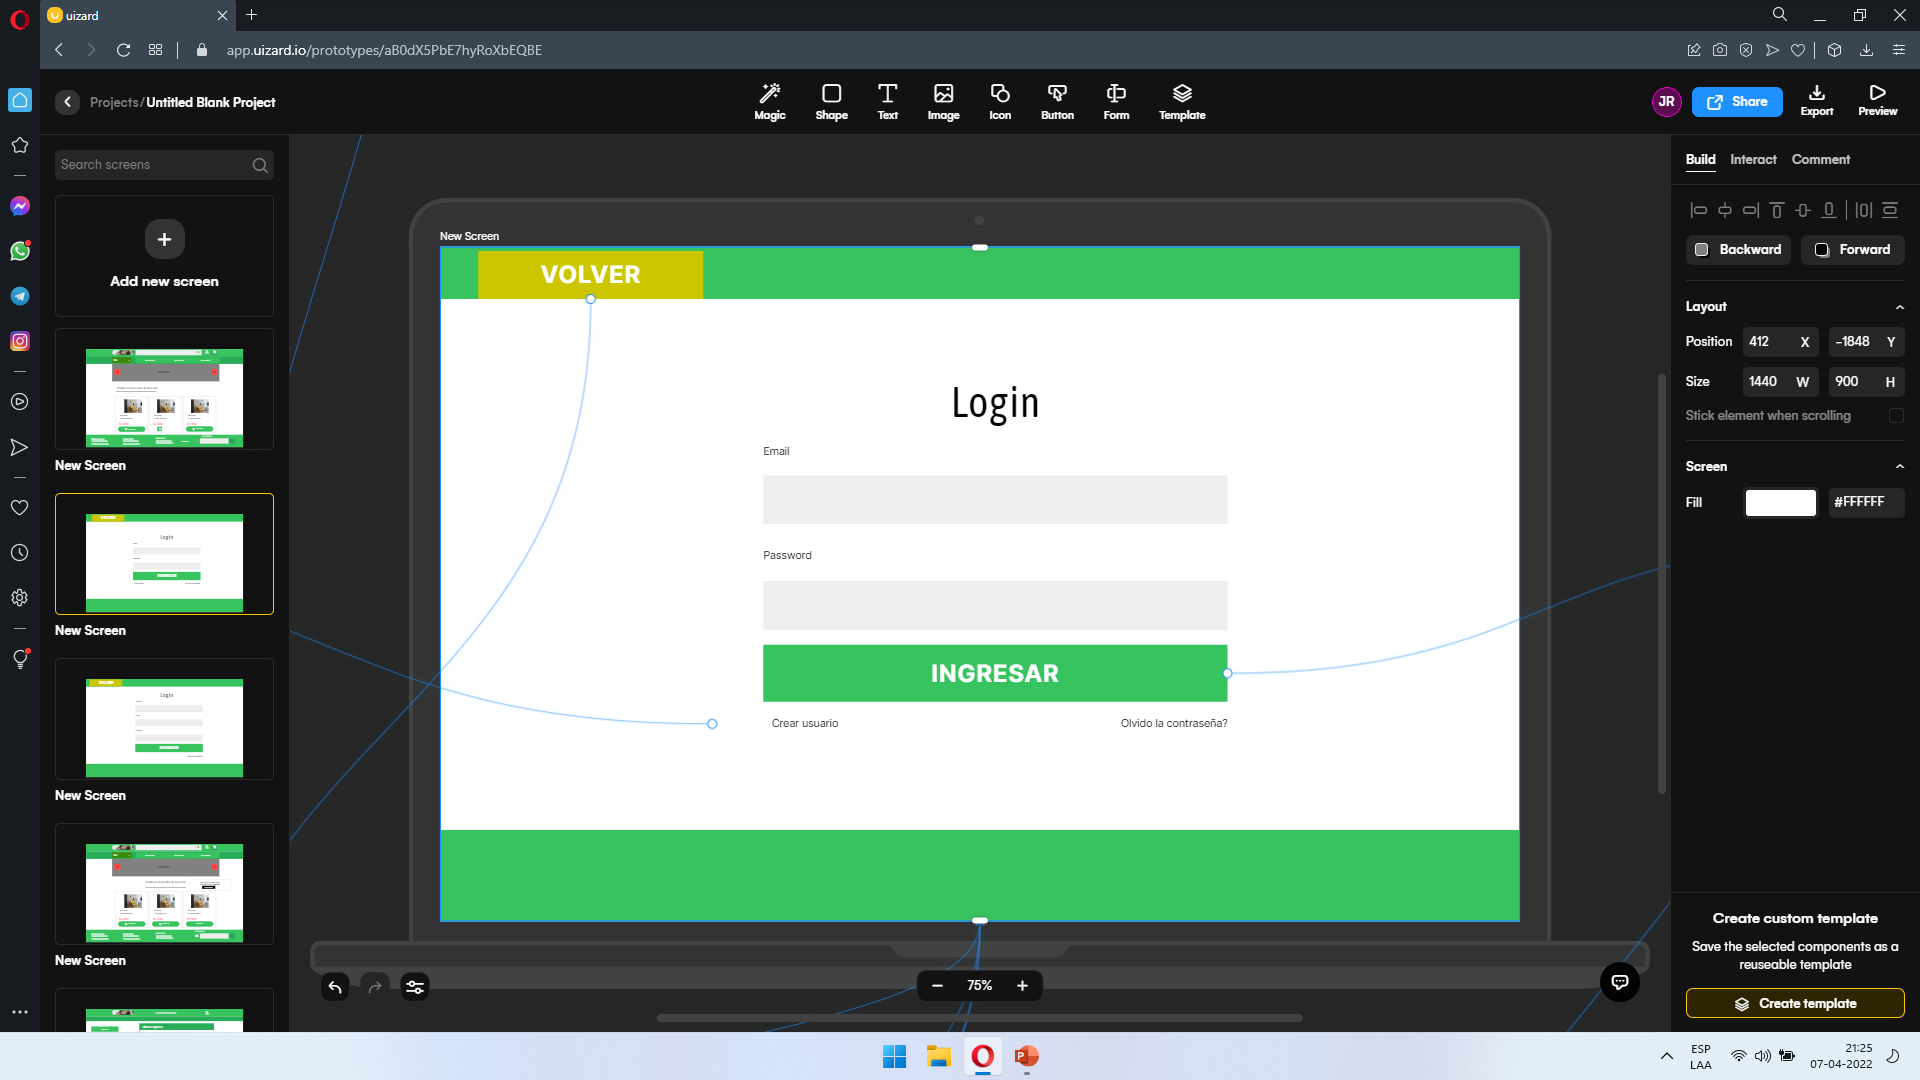 uizard
app.uizard.io/prototypes/aB0dX5PbE7hyRoXbEQBE
Projects/Untitled Blank Project
Magic
Shape
Text
Image
Icon
Button
Form
Template
JR
Share
Export
Preview
Search screens
Add new screen
New Screen
New Screen
New Screen
New Screen
New Screen
VOLVER
Login
Email
Password
INGRESAR
Crear usuario
Olvido la contraseña?
75%
Build
Interact
Comment
Backward
Forward
Layout
Position
412 X
-1848 Y
Size
1440 W
900 H
Stick element when scrolling
Screen
Fill
#FFFFFF
Create custom template
Save the selected components as a
reuseable template
Create template
ESP
LAA
21:25
07-04-2022